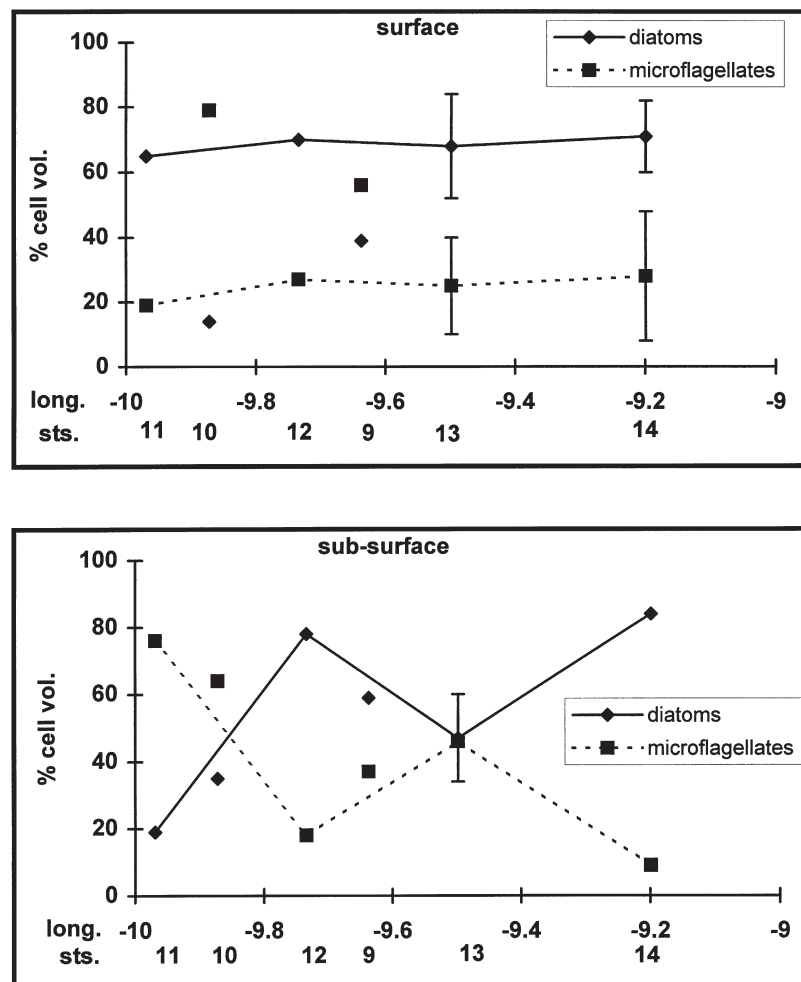 surface
diatoms
microflagellates
100
80
60
40
20
0
% cell vol.
long. -10 -9.8 -9.6 -9.4 -9.2 -9
sts. 11 10 12 9 13 14
sub-surface
100
80
60
40
20
0
% cell vol.
diatoms
microflagellates
long. -10 -9.8 -9.6 -9.4 -9.2 -9
sts. 11 10 12 9 13 14